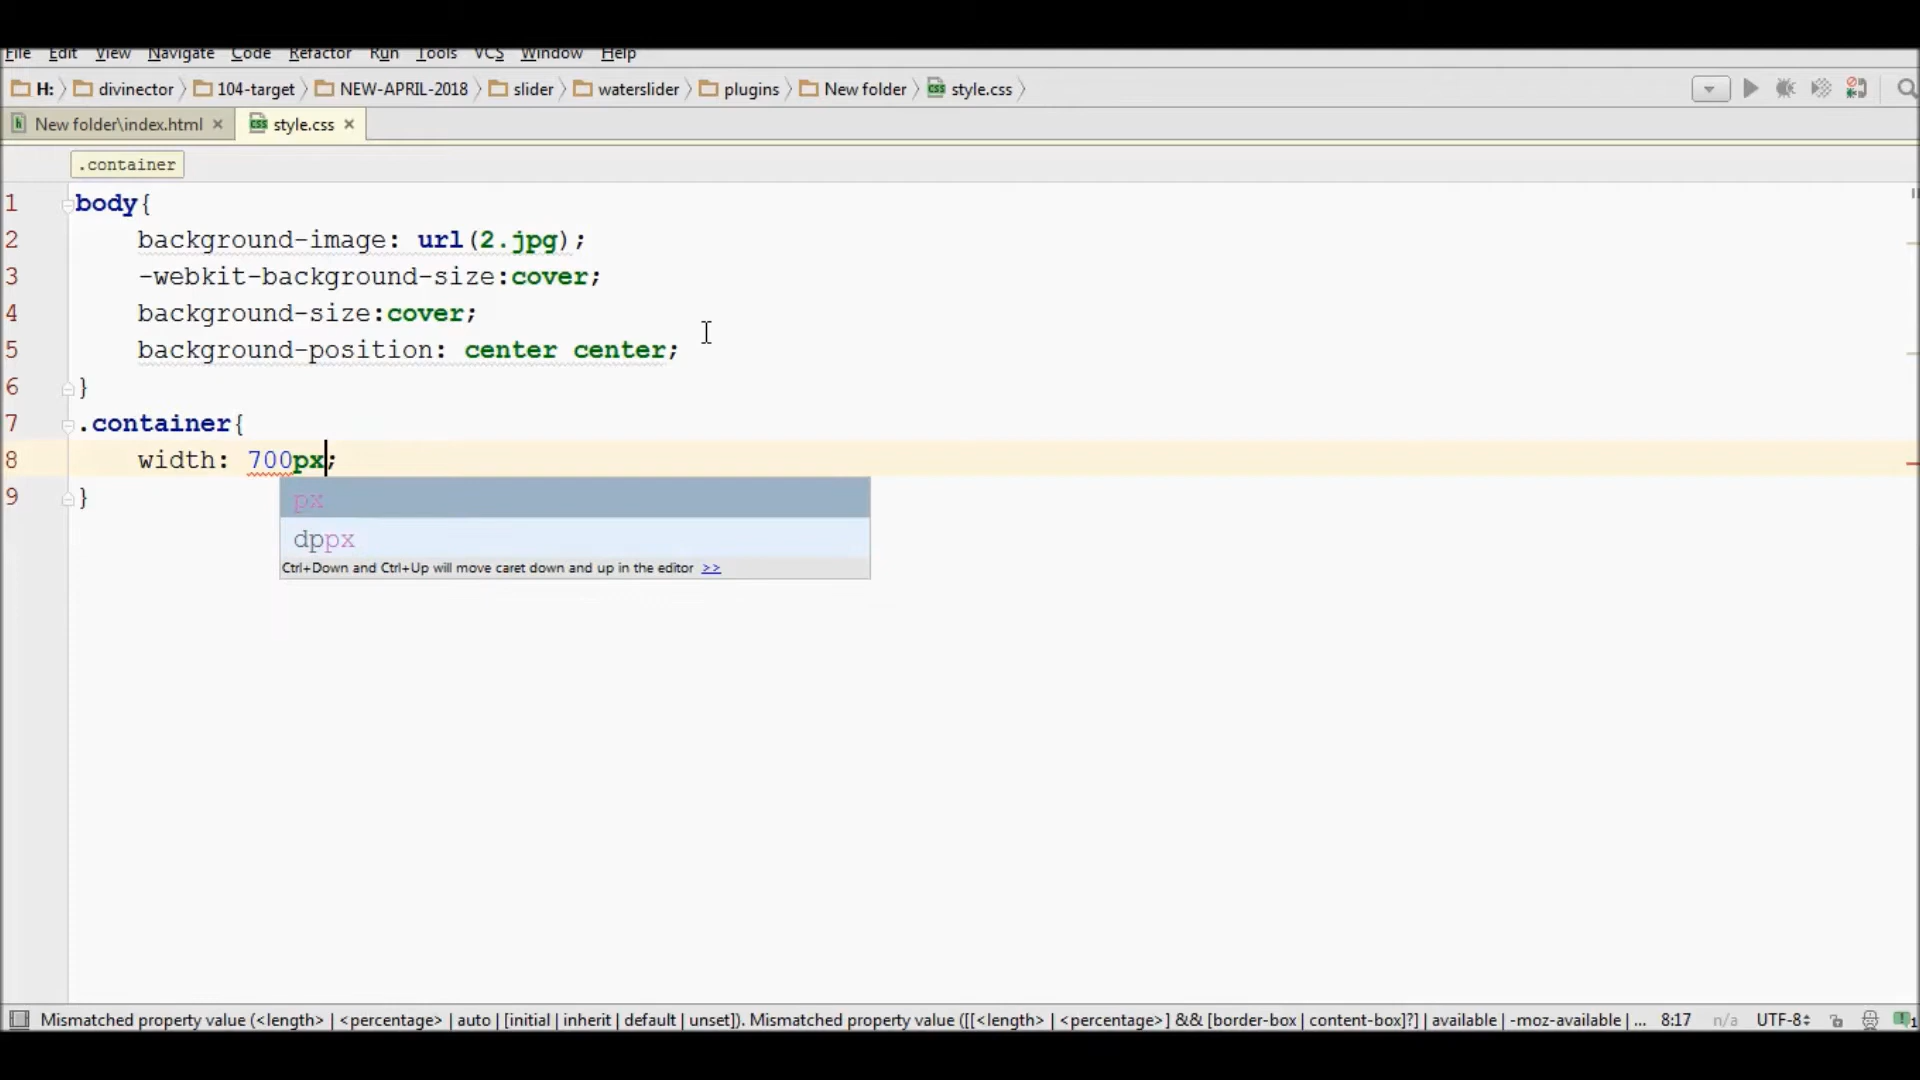 File Edit View Navigate Code Refactor Run Tools VCS Window Help
H: divinector 104-target NEW-APRIL-2018 slider waterslider plugins New folder style.css
New folder\index.html style.css
.container
1 body{
2 background-image: url(2.jpg);
3 -webkit-background-size:cover;
4 background-size:cover;
5 background-position: center center;
6 }
7 .container{
8 width: 700px;
9 }
px
dppx
Ctrl+Down and Ctrl+Up will move caret down and up in the editor >>
Mismatched property value (<length> | <percentage> | auto | [initial | inherit | default | unset]). Mismatched property value ([[<length> | <percentage>] && [border-box | content-box]?] | available | -moz-available | ... 8:17 n/a UTF-8 1